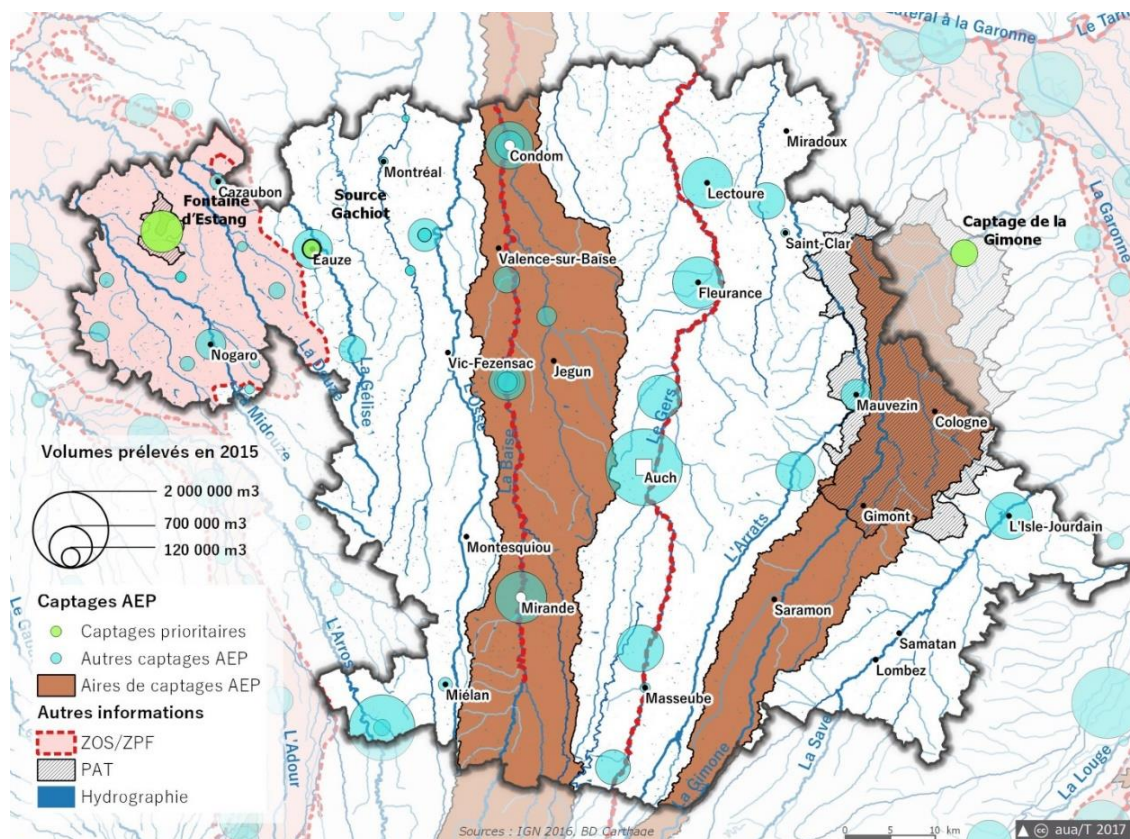 Latéral à la Garonne
Le Tarn
Miradoux
Condom
Montréal
Cazaubon
Fontaine
d'Estang
Source
Gachiot
Lectoure
La Garonne
Captage de la
Gimone
Saint-Clar
Eauze
Valence-sur-Baïse
Fleurance
Nogaro
La Douze
La Gélise
Vic-Fezensac
Jegun
L'Osse
Le Gers
Mauvezin
Cologne
Le Midouze
La Baïse
Auch
Volumes prélevés en 2015
2 000 000 m3
700 000 m3
120 000 m3
L'Arrats
Gimont
L'Isle-Jourdain
Montesquiou
Mirande
Saramon
Samatan
Lombez
Captages AEP
Captages prioritaires
Autres captages AEP
Aires de captages AEP
Autres informations
ZOS/ZPF
PAT
Hydrographie
L'Arros
Miélan
Masseube
L'Adour
La Gimone
La Save
La Louge
Sources : IGN 2016, BD Carthage
0 5 10 km
aua/T 2017